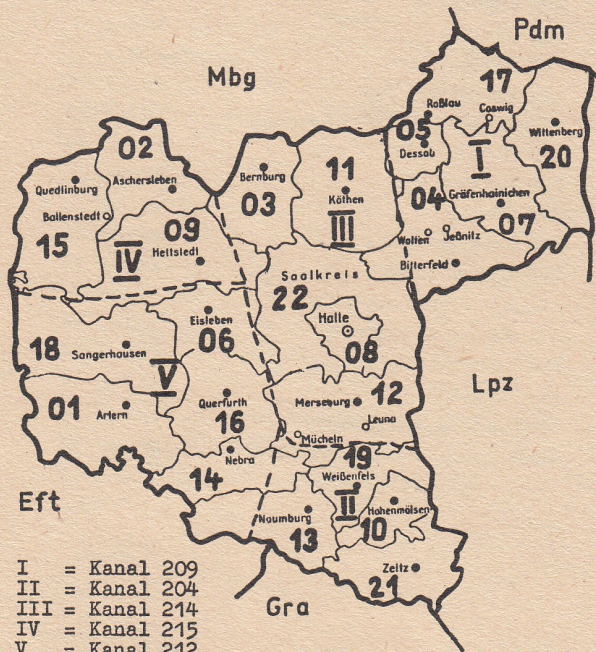 Pdm
Mbg
17
Roßlau
Coswig
05
Dessau
I
Wittenberg
20
02
Aschersleben
Quedlinburg
Ballenstedt
15
Bernburg
03
11
Köthen
III
04
Gräfenhainichen
07
Wolfen
Jeßnitz
Bitterfeld
09
IV
Hettstedt
Saalkreis
22
Halle
08
Eisleben
06
18
Sangerhausen
V
Lpz
01
Artern
Querfurth
16
Merseburg
12
Leuna
Mücheln
Nebra
14
19
Weißenfels
II
Hohenmölsen
10
Eft
Naumburg
13
Zeitz
21
Gra
I = Kanal 209
II = Kanal 204
III = Kanal 214
IV = Kanal 215
V = Kanal 212